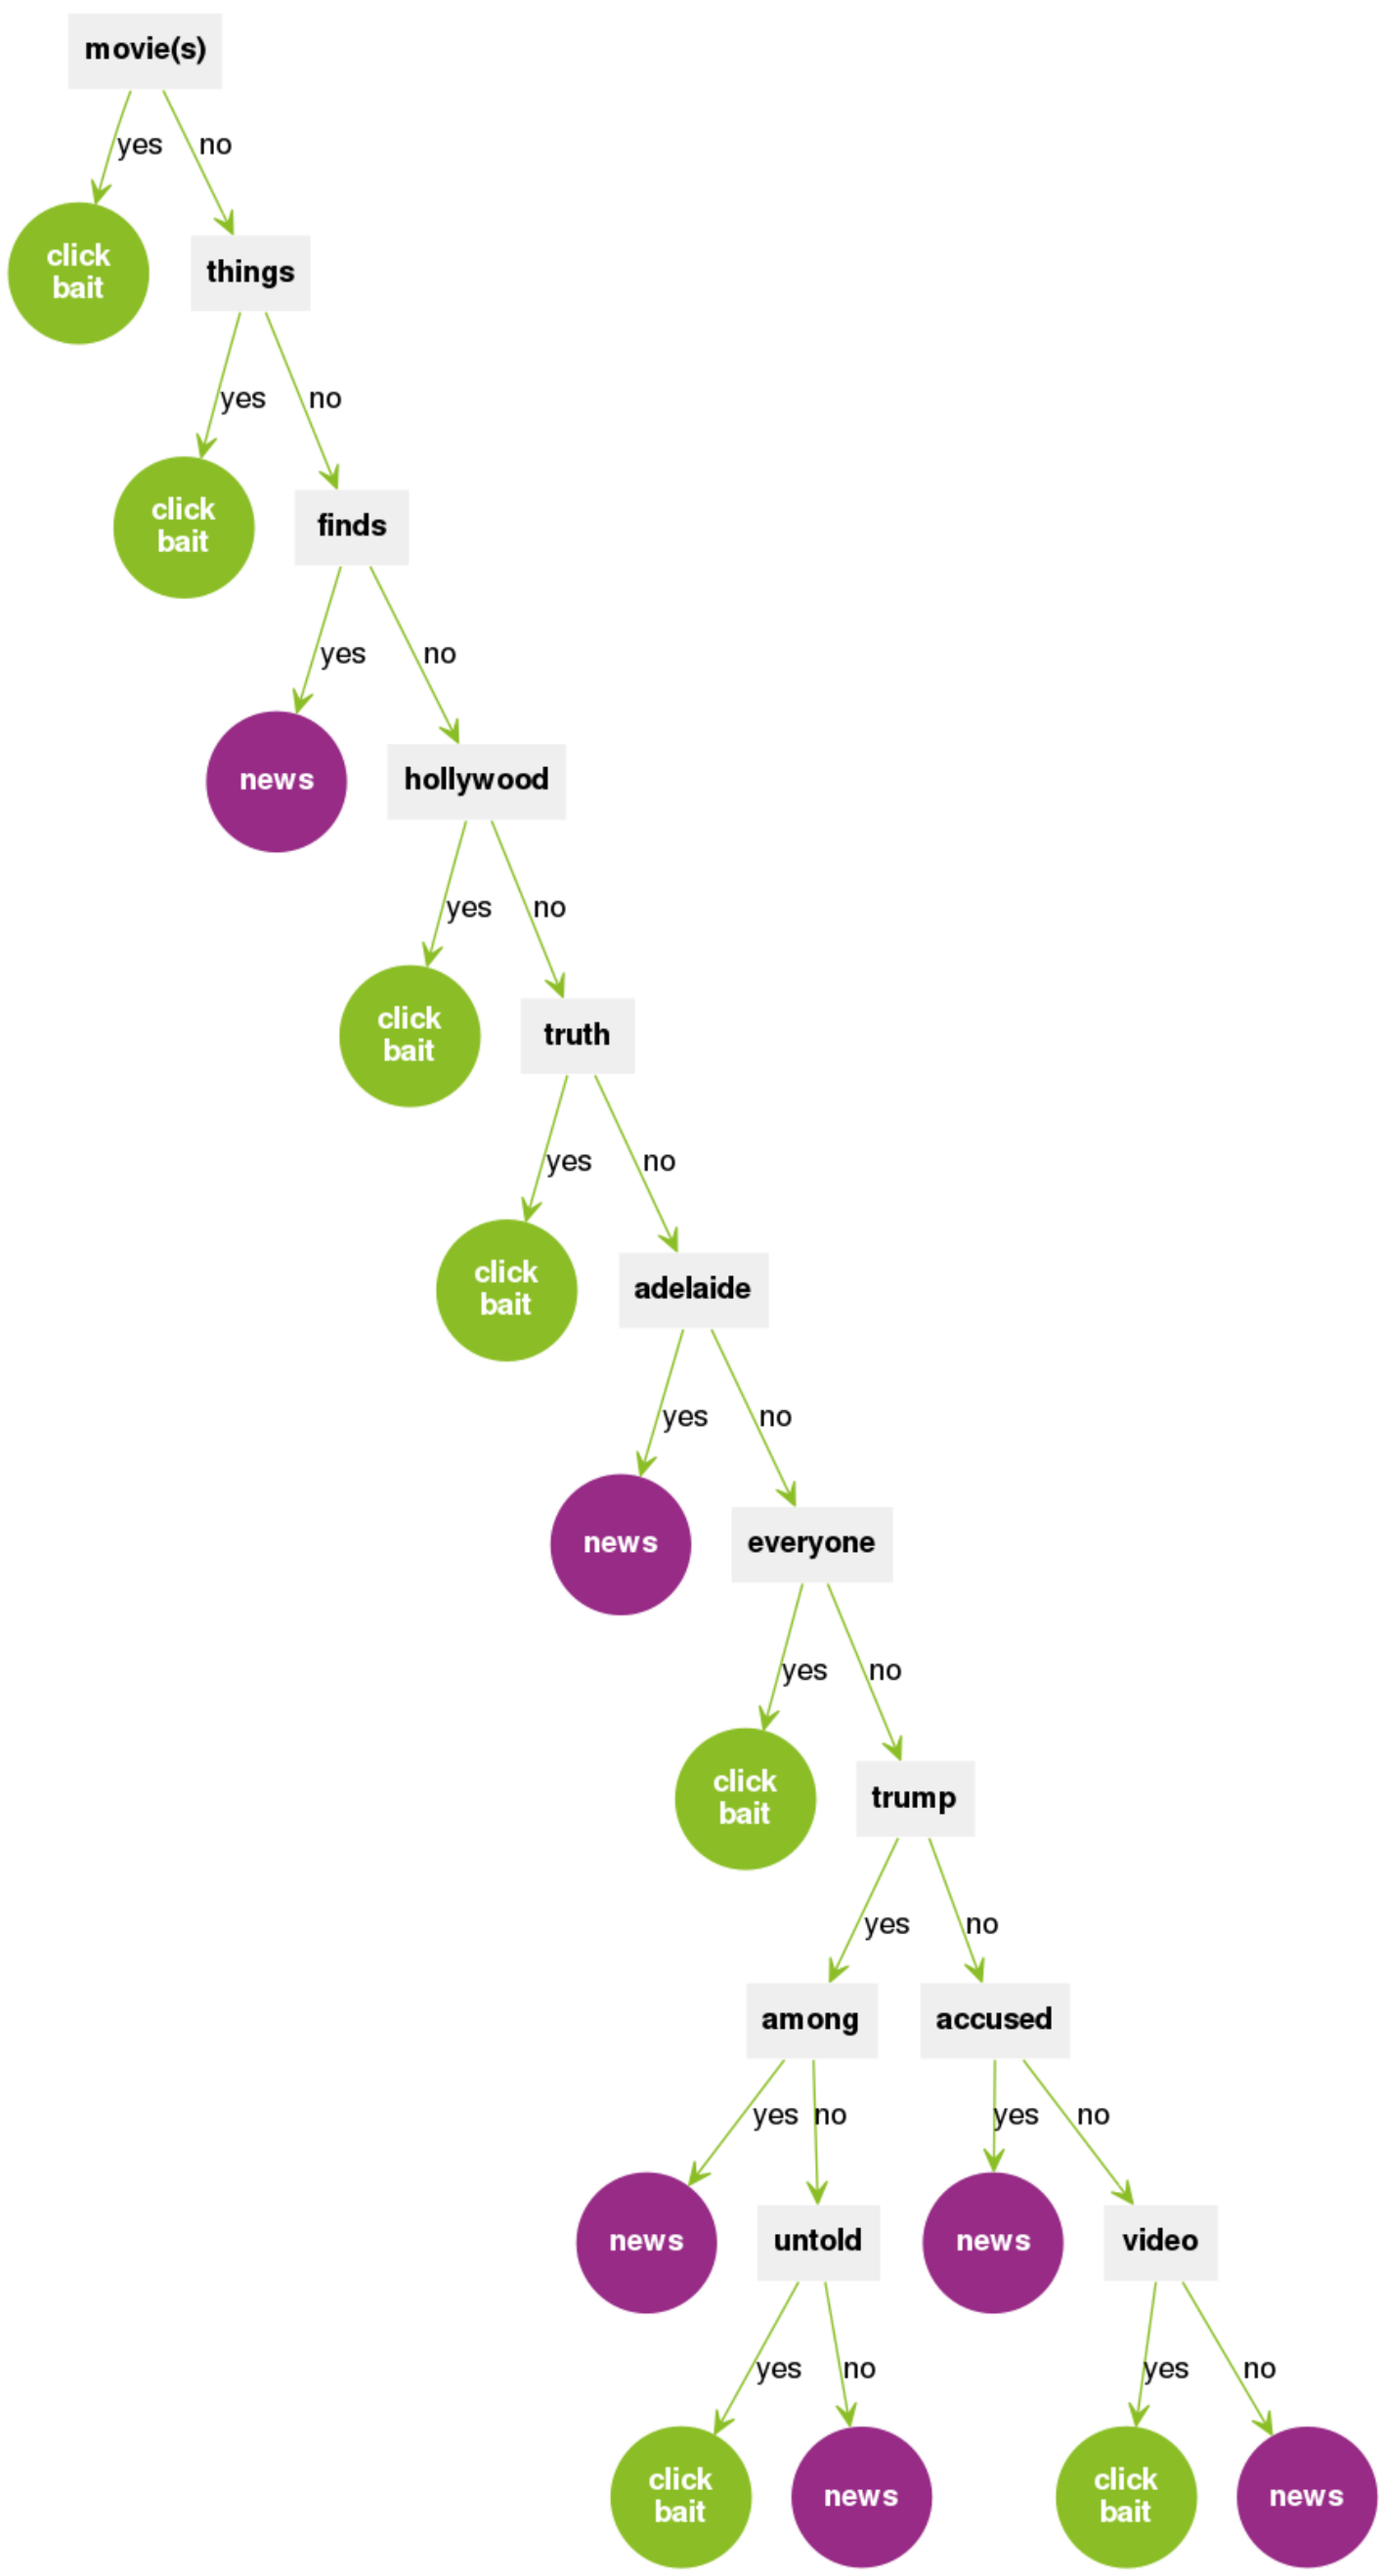 movie(s)
yes no
click
bait
things
yes no
click
bait
finds
yes no
news
hollywood
yes no
click
bait
truth
yes no
click
bait
adelaide
yes no
news
everyone
yes no
click
bait
trump
yes no
among
accused
yes no
yes no
news
untold
news
video
yes no
yes no
click
bait
news
click
bait
news